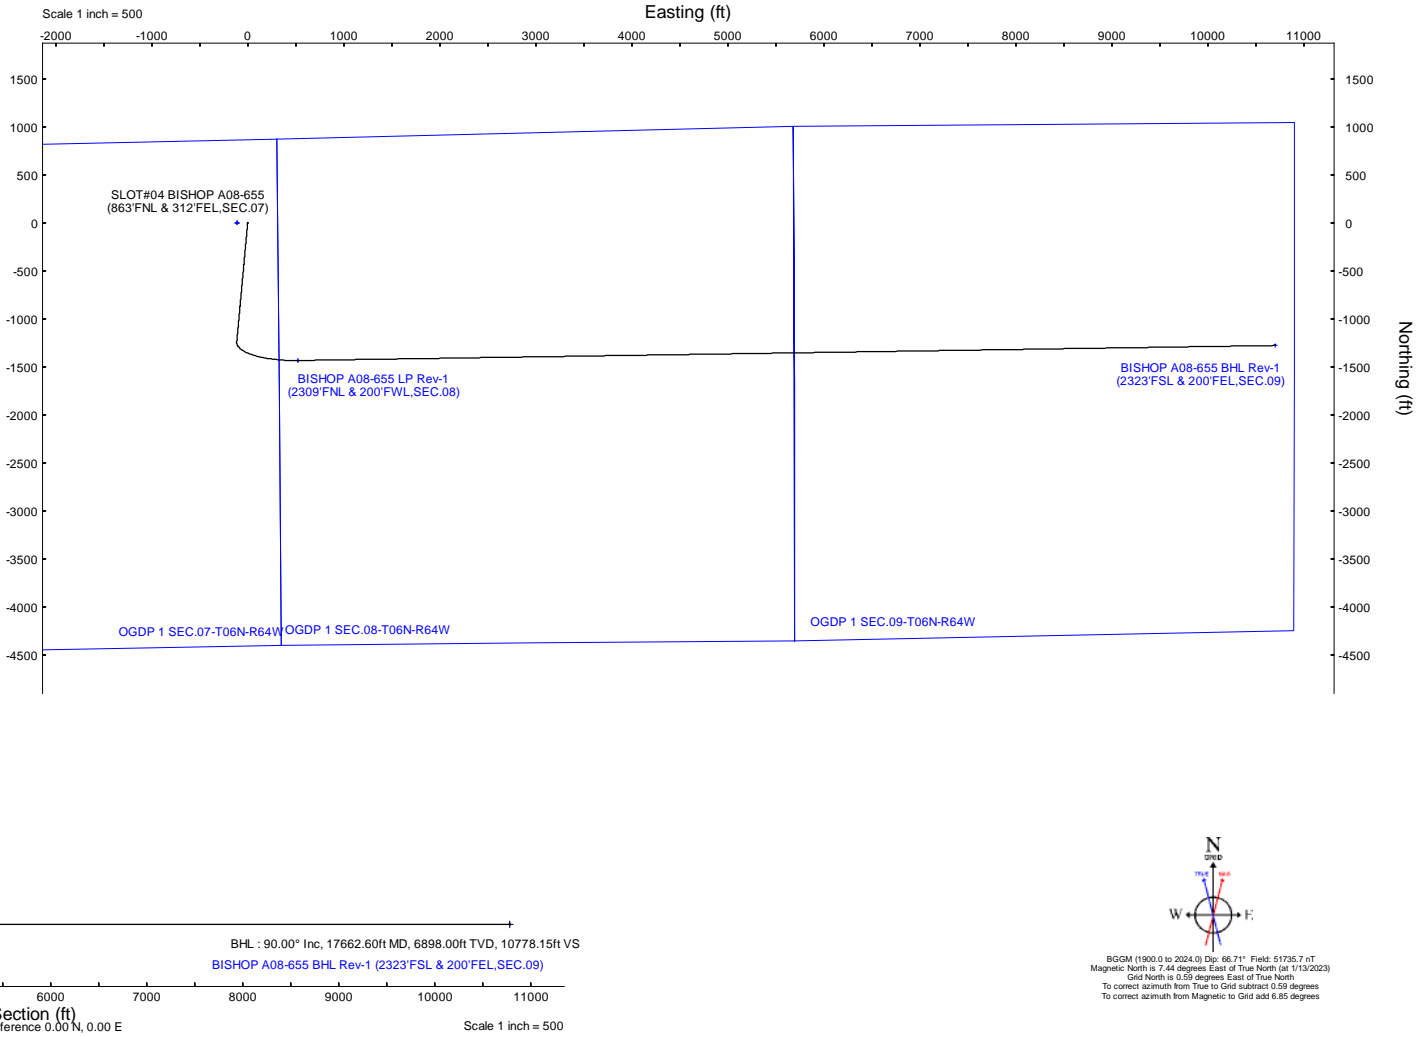 Scale 1 inch = 500
Easting (ft)
-2000 -1000 0 1000 2000 3000 4000 5000 6000 7000 8000 9000 10000 11000
1500 1500
1000 1000
500 500
0 0
-500 -500
-1000 -1000
-1500 -1500
-2000 -2000
-2500 -2500
-3000 -3000
-3500 -3500
-4000 -4000
-4500 -4500
Northing (ft)
SLOT#04 BISHOP A08-655
(863'FNL & 312'FEL,SEC.07)
BISHOP A08-655 LP Rev-1
(2309'FNL & 200'FWL,SEC.08)
BISHOP A08-655 BHL Rev-1
(2323'FSL & 200'FEL,SEC.09)
OGDP 1 SEC.07-T06N-R64W
OGDP 1 SEC.08-T06N-R64W
OGDP 1 SEC.09-T06N-R64W
BHL : 90.00° Inc, 17662.60ft MD, 6898.00ft TVD, 10778.15ft VS
BISHOP A08-655 BHL Rev-1 (2323'FSL & 200'FEL,SEC.09)
6000 7000 8000 9000 10000 11000
Section (ft)
ference 0.00 N, 0.00 E
Scale 1 inch = 500
N
GRID
TRUE MAG
W E
BGGM (1900.0 to 2024.0) Dip: 66.71° Field: 51735.7 nT
Magnetic North is 7.44 degrees East of True North (at 1/13/2023)
Grid North is 0.59 degrees East of True North
To correct azimuth from True to Grid subtract 0.59 degrees
To correct azimuth from Magnetic to Grid add 6.85 degrees